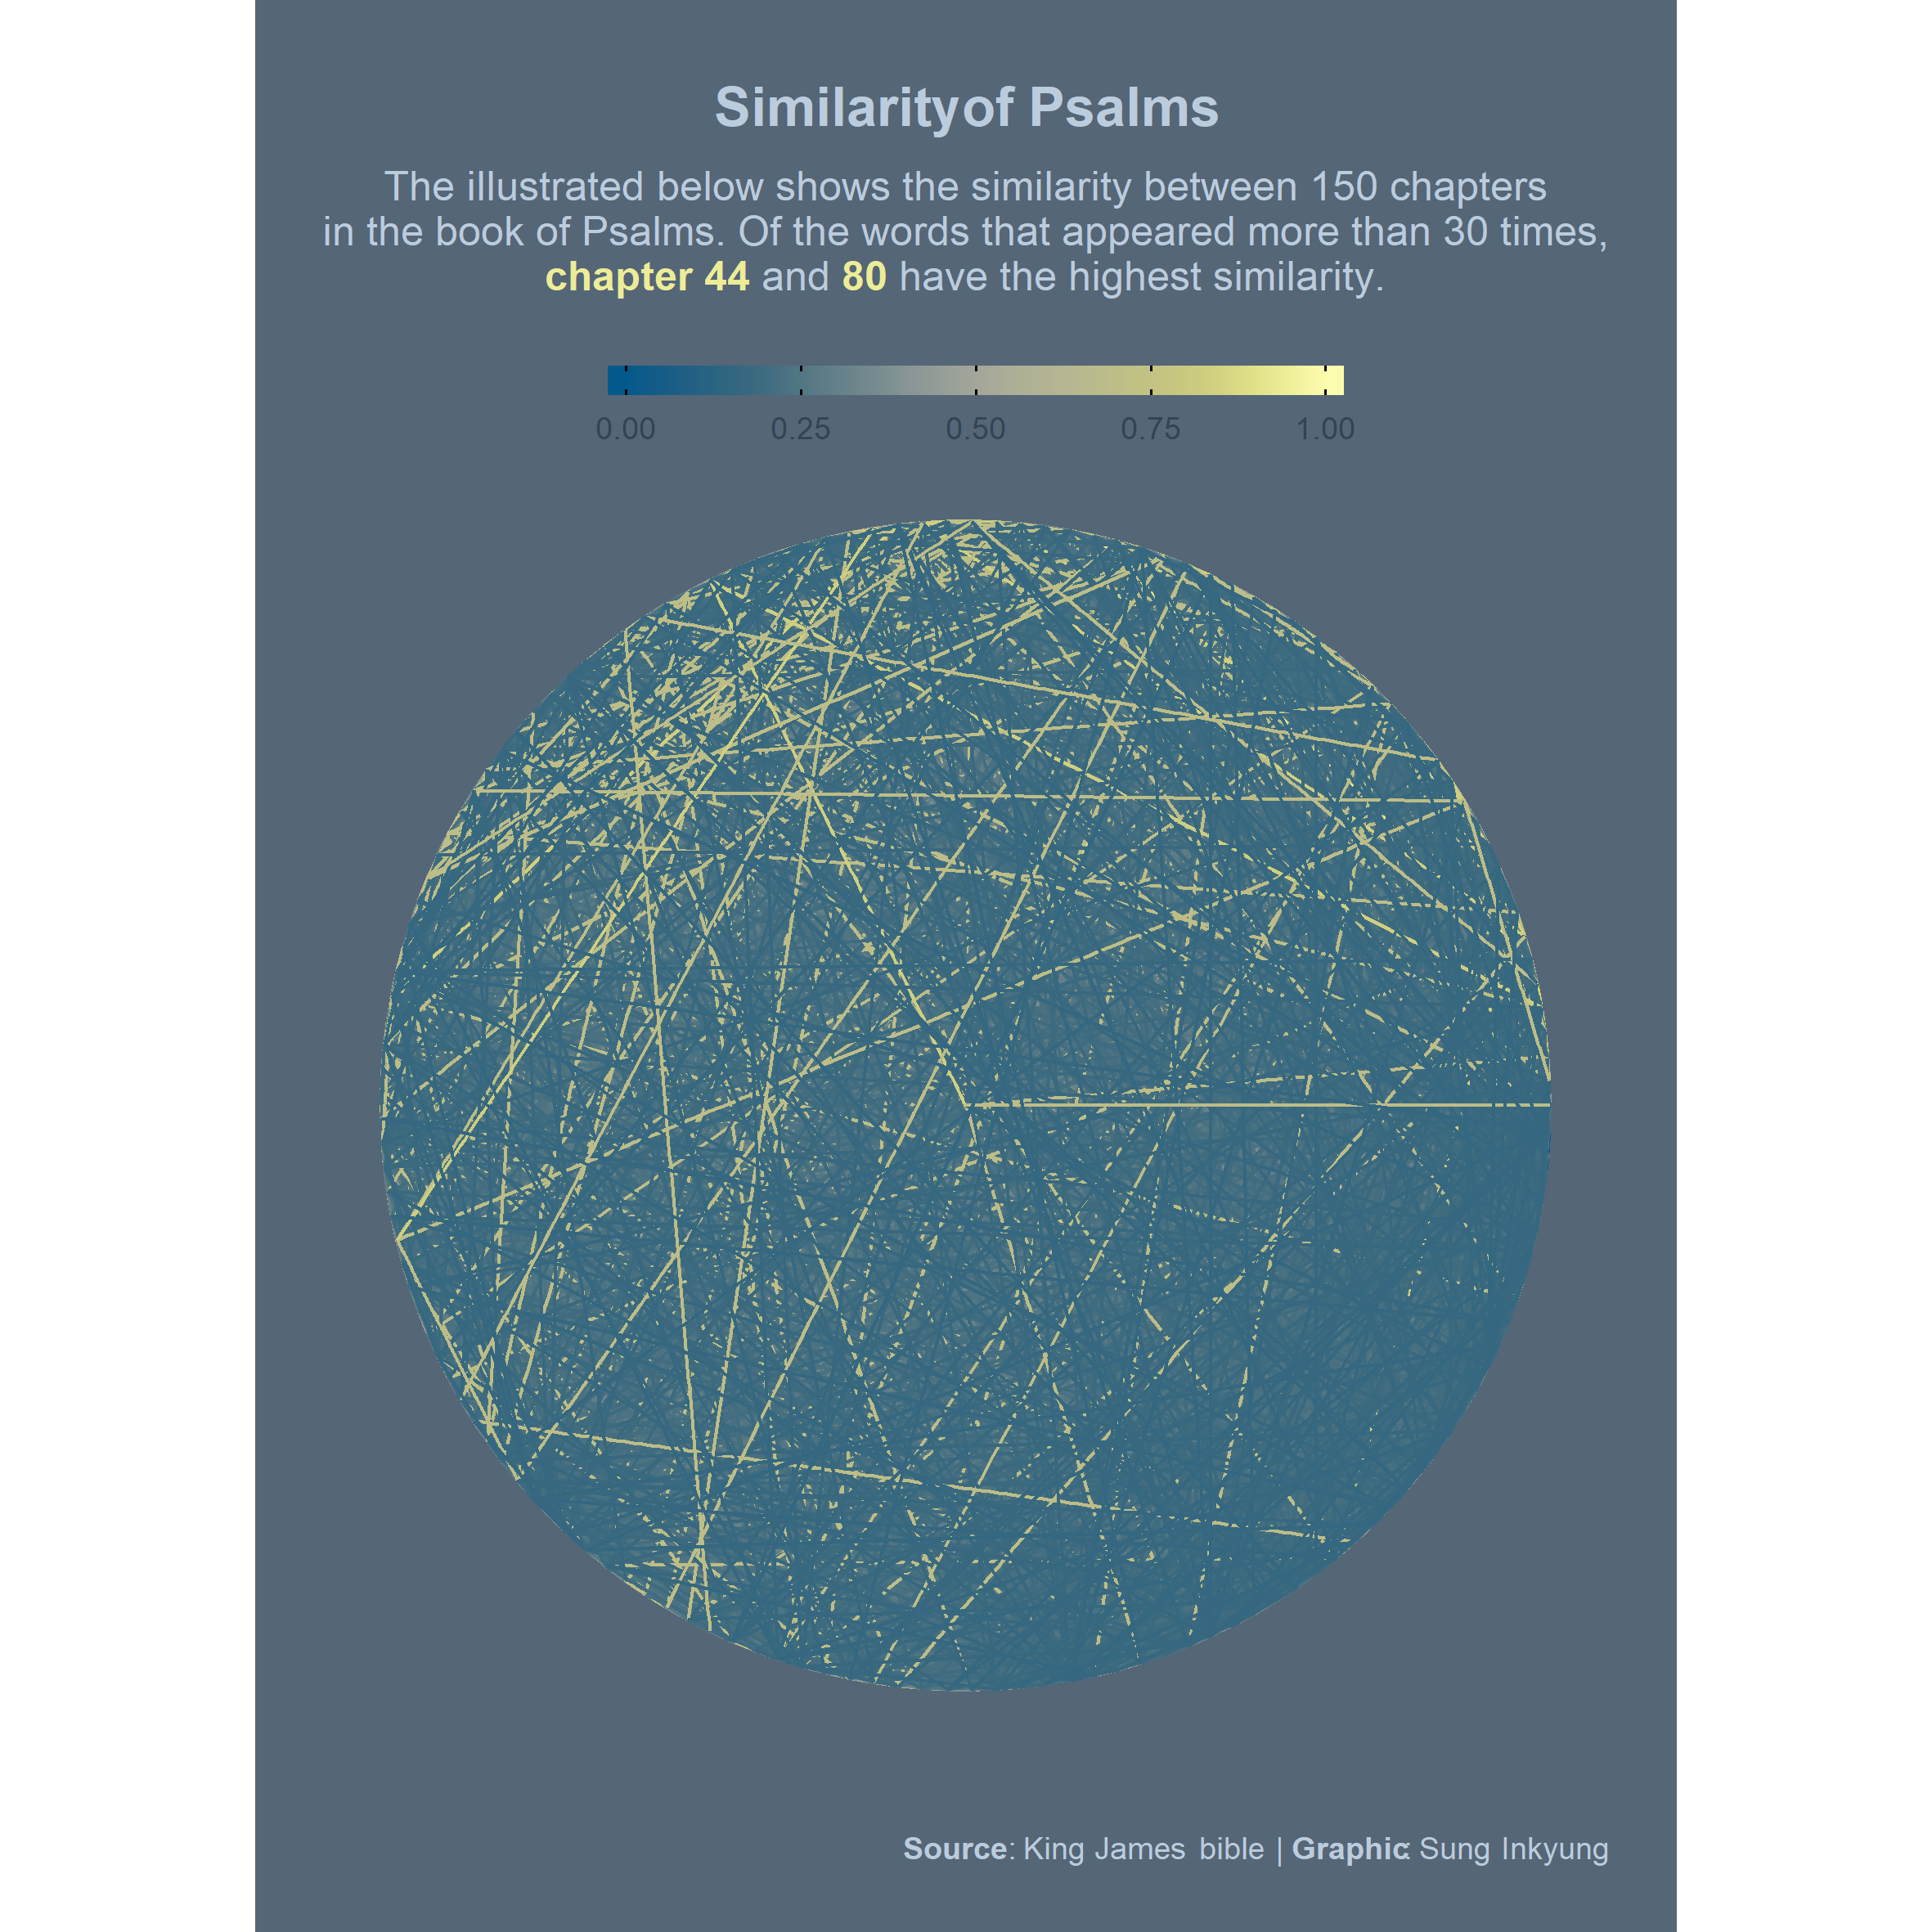 Similarityof Psalms
The illustrated below shows the similarity between 150 chapters
in the book of Psalms. Of the words that appeared more than 30 times,
chapter 44 and 80 have the highest similarity.
0.00 0.25 0.50 0.75 1.00
Source: King James bible | Graphic: Sung Inkyung